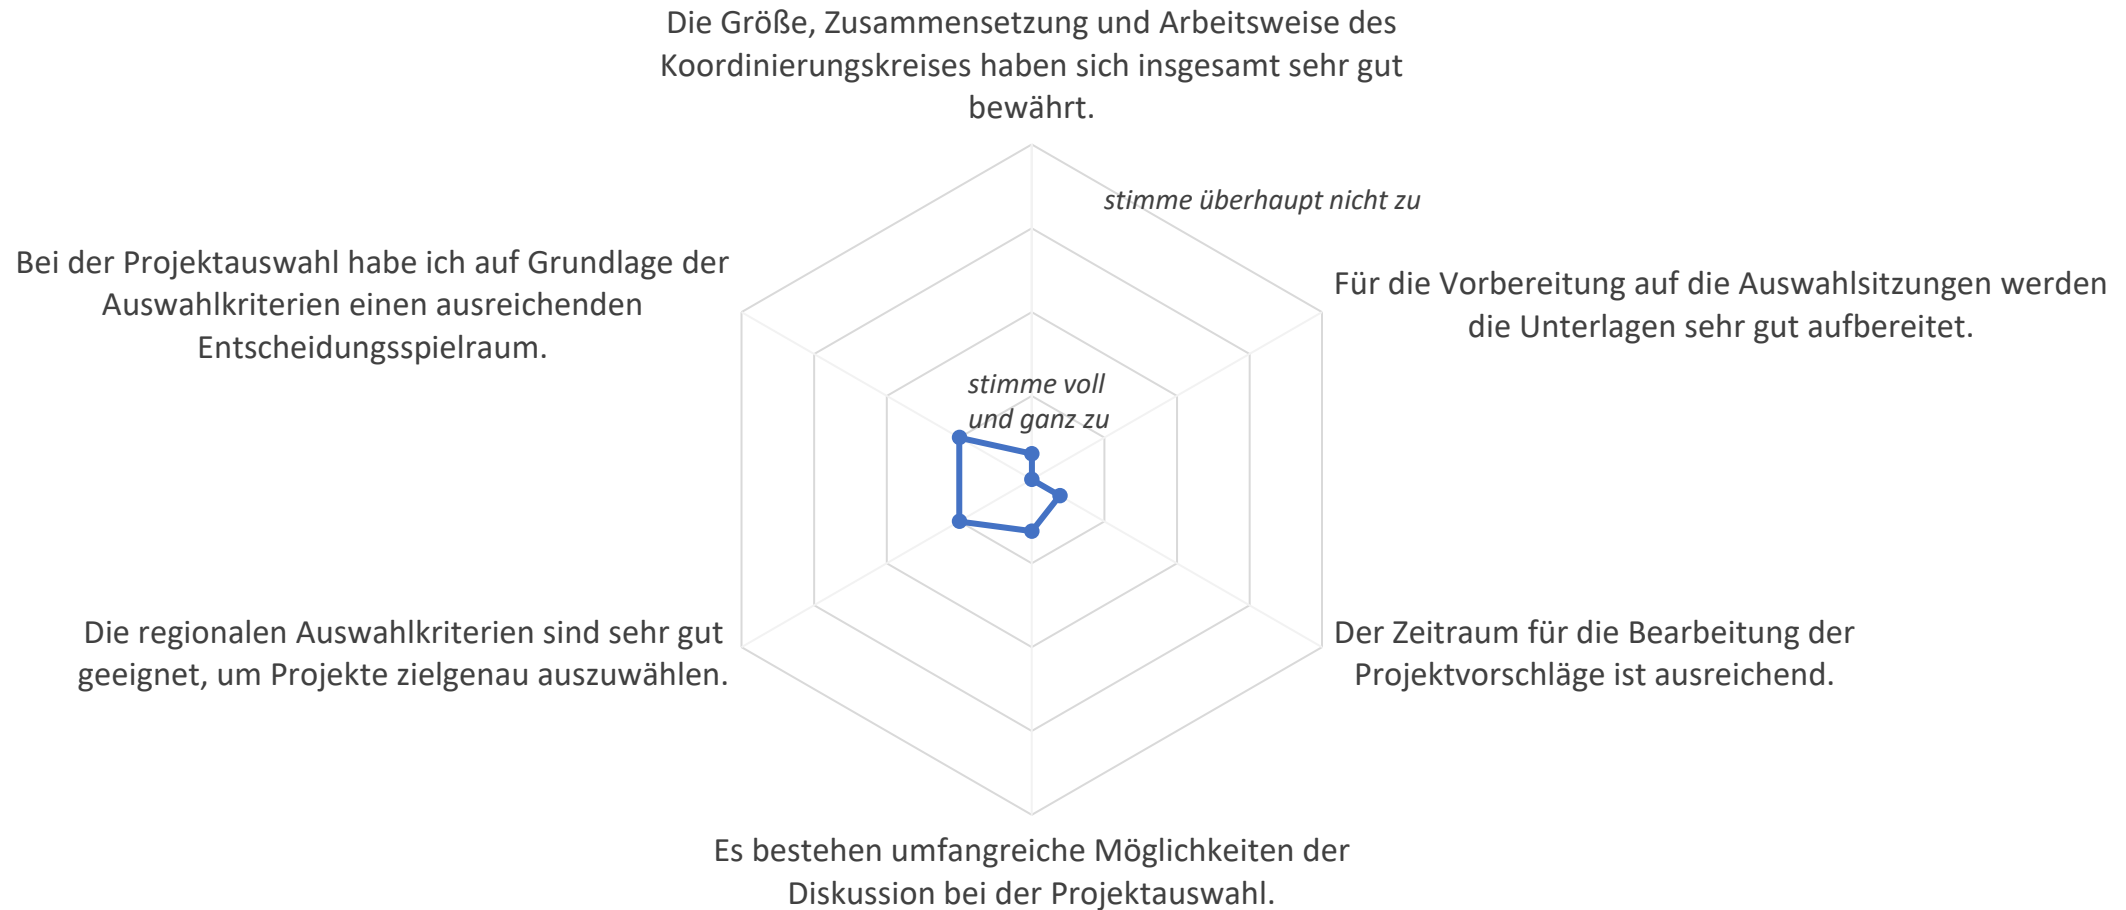 Die Größe, Zusammensetzung und Arbeitsweise des
Koordinierungskreises haben sich insgesamt sehr gut
bewährt.
stimme überhaupt nicht zu
Bei der Projektauswahl habe ich auf Grundlage der
Auswahlkriterien einen ausreichenden
Entscheidungsspielraum.
Für die Vorbereitung auf die Auswahlsitzungen werden
die Unterlagen sehr gut aufbereitet.
stimme voll
und ganz zu
Die regionalen Auswahlkriterien sind sehr gut
geeignet, um Projekte zielgenau auszuwählen.
Der Zeitraum für die Bearbeitung der
Projektvorschläge ist ausreichend.
Es bestehen umfangreiche Möglichkeiten der
Diskussion bei der Projektauswahl.